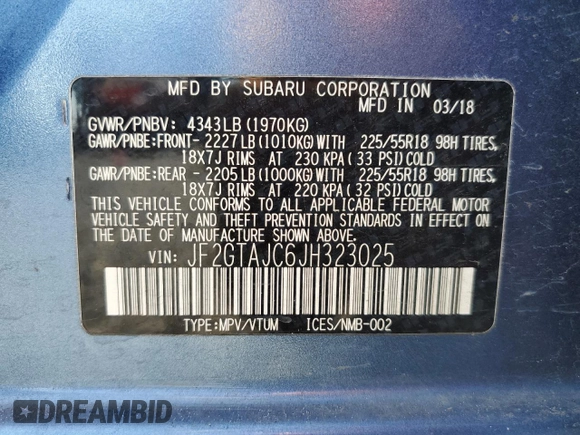 MFD BY SUBARU CORPORATION
MFD IN 03/18
GVWR/PNBV: 4343LB(1970KG)
GAWR/PNBE:FRONT- 2227LB(1010KG)WITH 225/55R18 98H TIRES,
18X7J RIMS AT 230 KPA(33 PSI)COLD
GAWR/PNBE:REAR - 2205LB(1000KG)WITH 225/55R18 98H TIRES,
18X7J RIMS AT 220 KPA(32 PSI)COLD
THIS VEHICLE CONFORMS TO ALL APPLICABLE FEDERAL MOTOR
VEHICLE SAFETY AND THEFT PREVENTION STANDARDS IN EFFECT ON
THE DATE OF MANUFACTURE SHOWN ABOVE.
VIN: JF2GTAJC6JH323025
TYPE:MPV/VTUM ICES/NMB-002
DREAMBID